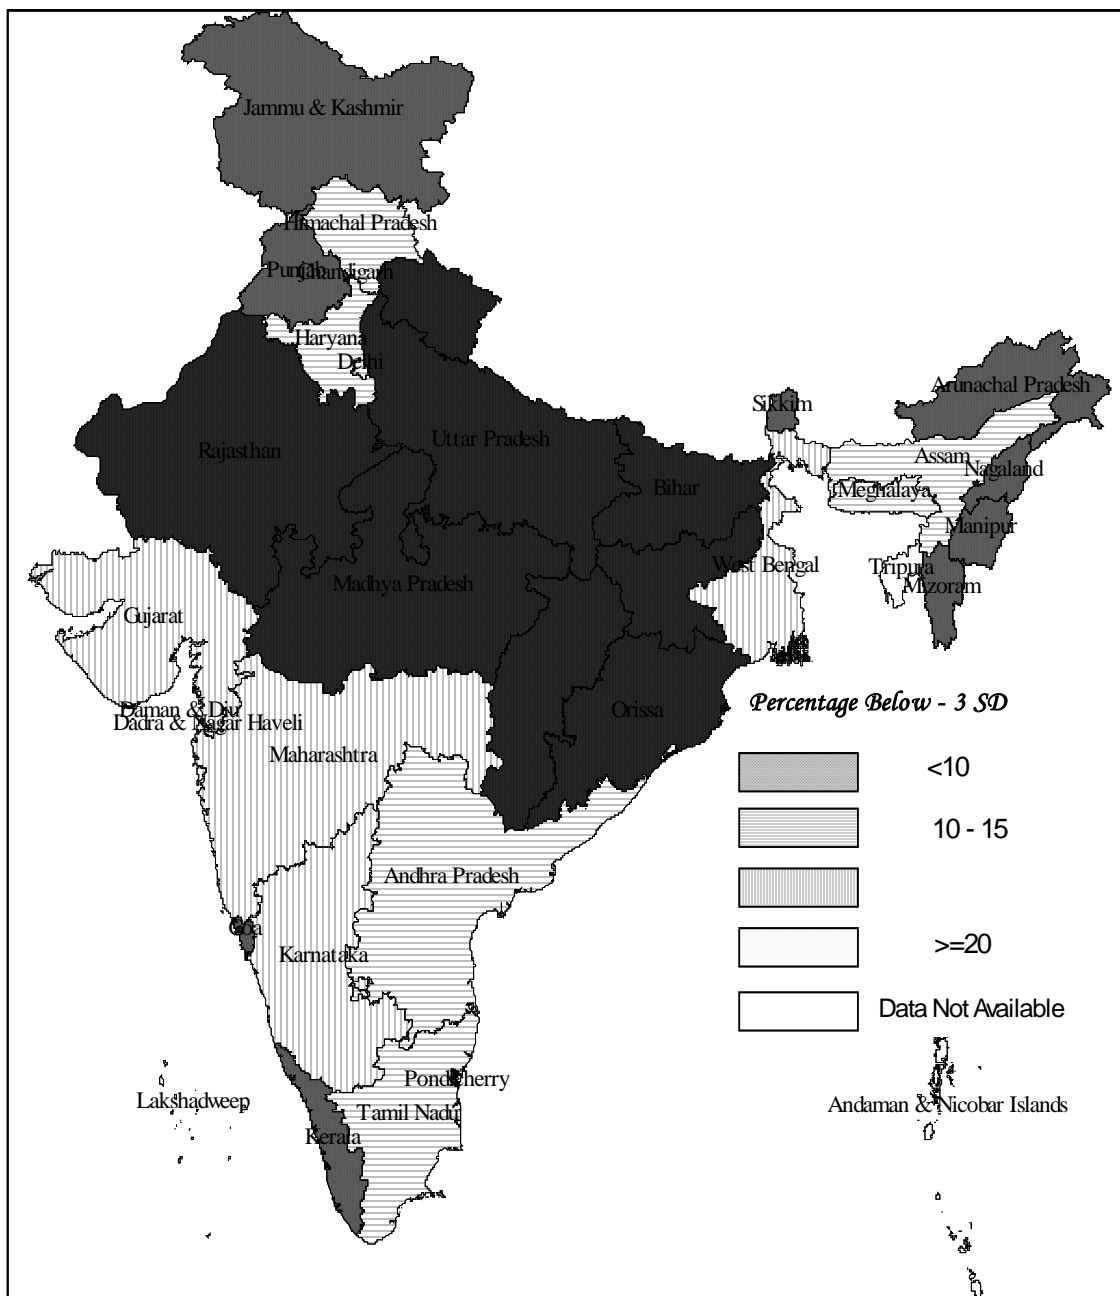 Jammu & Kashmir
Himachal Pradesh
Punjab
Chandigarh
Haryana
Delhi
Arunachal Pradesh
Sikkim
Rajasthan
Uttar Pradesh
Assam
Nagaland
Bihar
Meghalaya
Manipur
West Bengal
Tripura
Madhya Pradesh
Mizoram
Gujarat
Daman & Diu
Dadra & Nagar Haveli
Orissa
Maharashtra
Percentage Below - 3 SD
<10
10 - 15
Andhra Pradesh
Goa
Karnataka
>=20
Data Not Available
Pondicherry
Lakshadweep
Tamil Nadu
Andaman & Nicobar Islands
Kerala